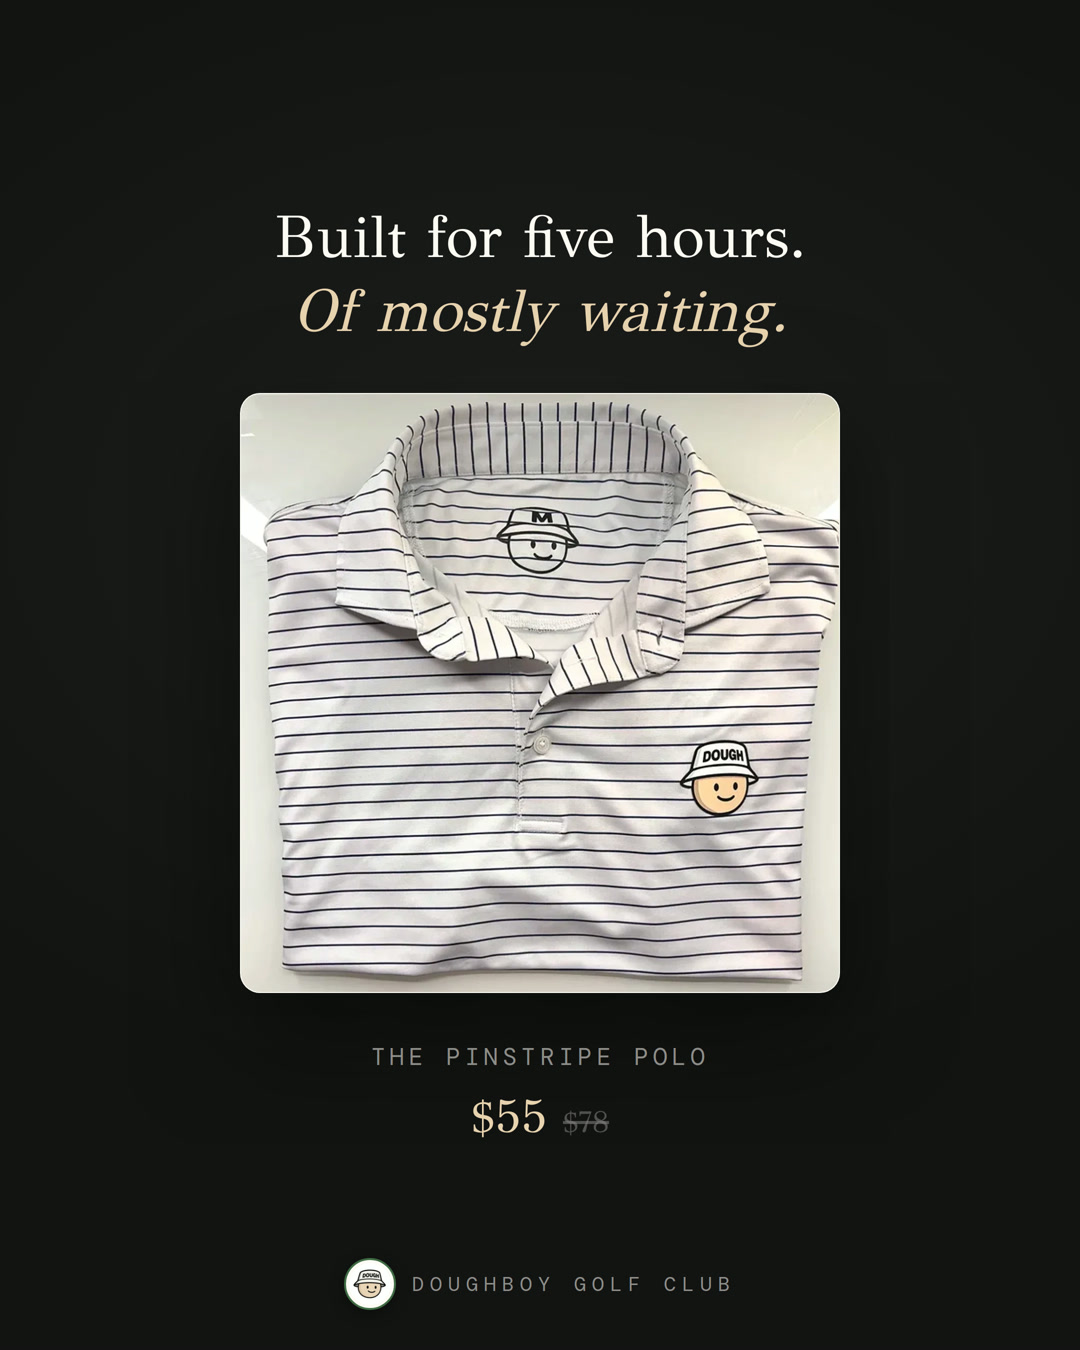 Built for five hours.
Of mostly waiting.
M
DOUGH
THE PINSTRIPE POLO
$55 $78
DOUGH
DOUGHBOY GOLF CLUB